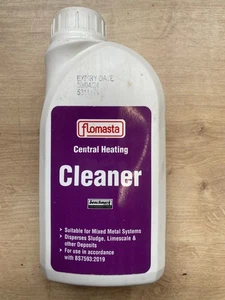 EXPIRY DATE
flomasta
Central Heating
Cleaner
Sentinel
Suitable for Mixed Metal Systems
Disperses Sludge, Limescale &
other Deposits
For use in accordance
with BS7593:2019